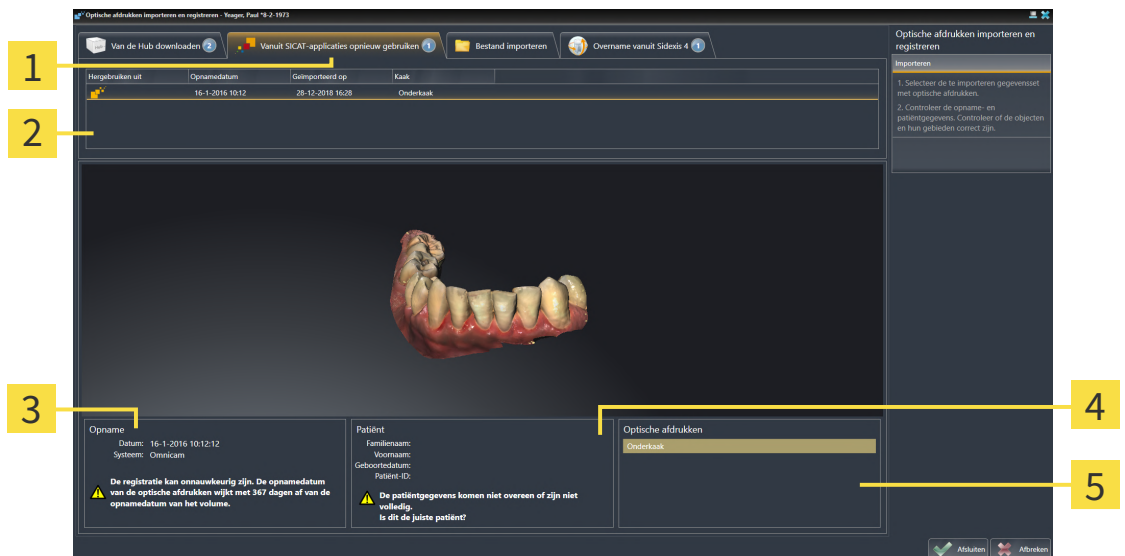 Optische afdrukken importeren en registreren - Yeager, Paul *8-2-1973
Van de Hub downloaden 2
Vanuit SICAT-applicaties opnieuw gebruiken 1
Bestand importeren
Overname vanuit Sidexis 4 1
Hergebruiken uit Opnamedatum Geïmporteerd op Kaak
16-1-2016 10:12 28-12-2018 16:28 Onderkaak
Optische afdrukken importeren en
registreren
Importeren
1. Selecteer de te importeren gegevensset
met optische afdrukken.
2. Controleer de opname- en
patiëntgegevens. Controleer of de objecten
en hun gebieden correct zijn.
1
2
3
4
5
Opname
Datum: 16-1-2016 10:12:12
Systeem: Omnicam
De registratie kan onnauwkeurig zijn. De opnamedatum
van de optische afdrukken wijkt met 367 dagen af van de
opnamedatum van het volume.
Patiënt
Familienaam:
Voornaam:
Geboortedatum:
Patiënt-ID:
De patiëntgegevens komen niet overeen of zijn niet
volledig.
Is dit de juiste patiënt?
Optische afdrukken
Onderkaak
Afsluiten
Afbreken